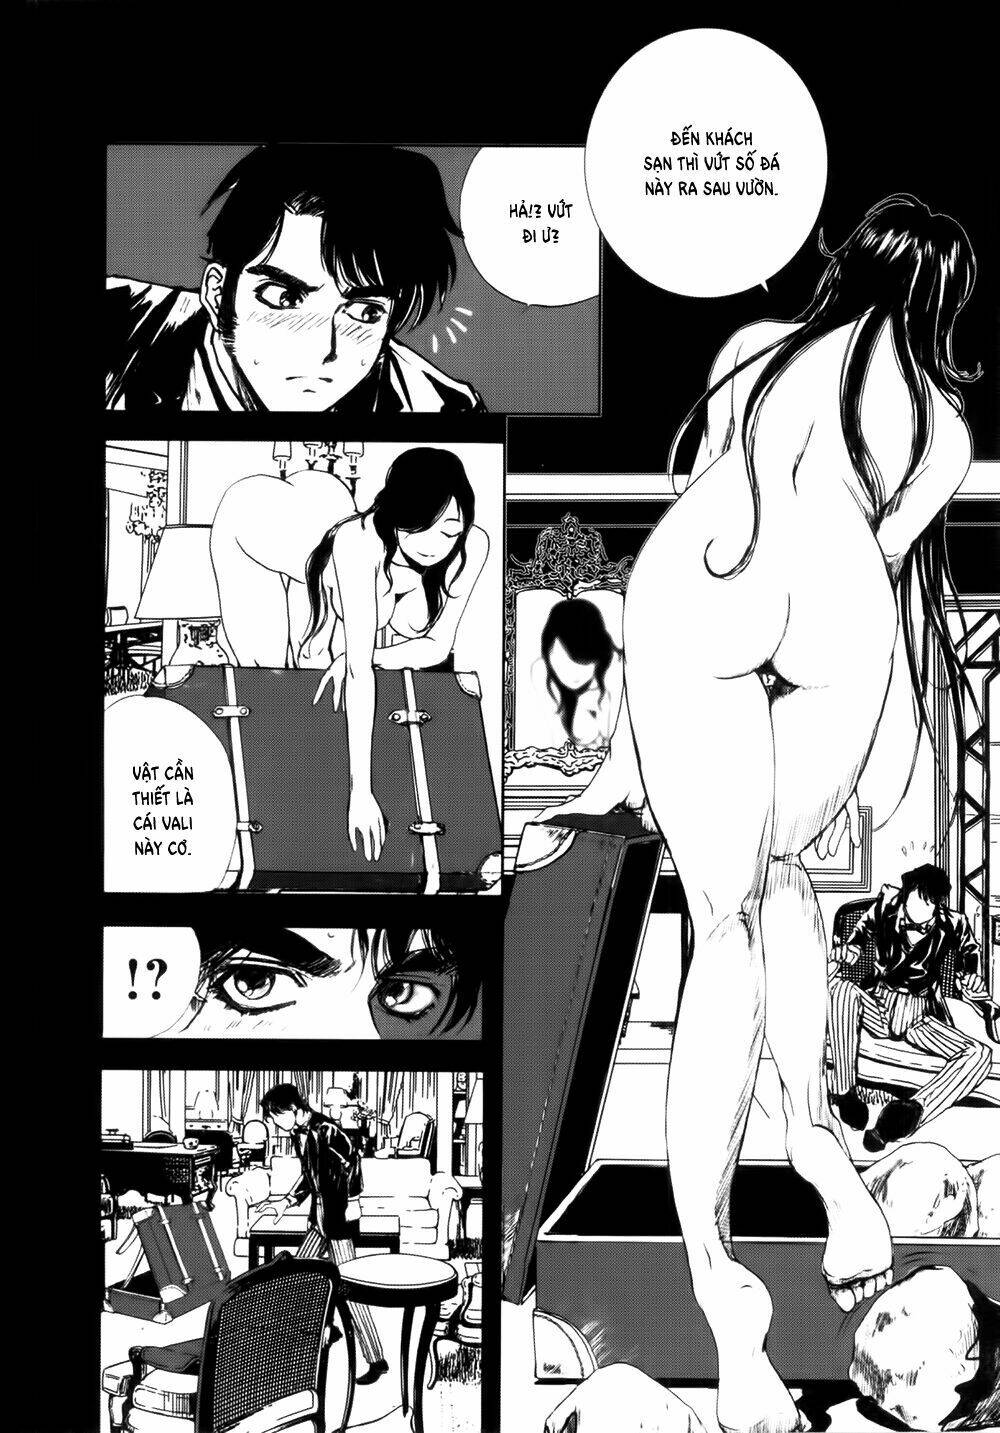 ĐẾN KHÁCH
SẠN THÌ VỨT SỐ ĐÁ
NÀY RA SAU VƯỜN.
HẢ!? VỨT
ĐI Ư?
VẬT CẦN
THIẾT LÀ
CÁI VALI
NÀY CƠ.
!?